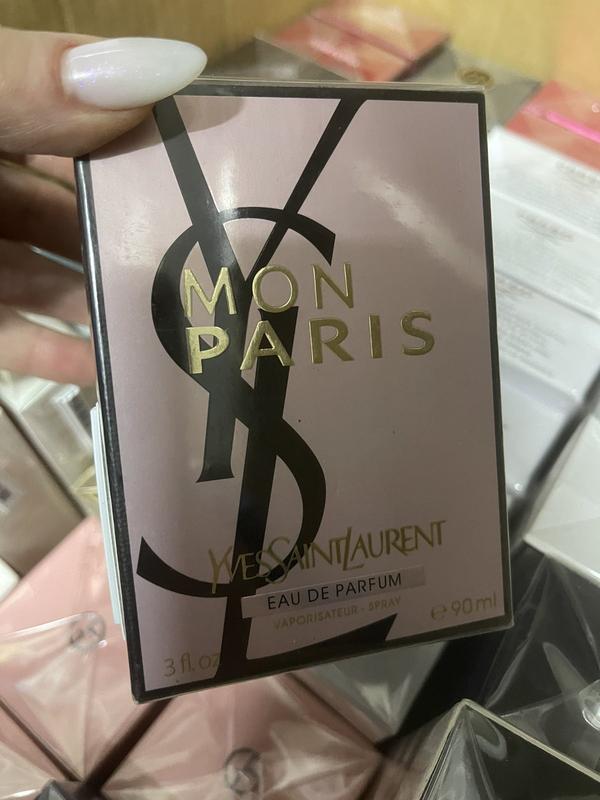 MON
PARIS
YVESSAINTLAURENT
EAU DE PARFUM
VAPORISATEUR - SPRAY
3 fl. oz
e 90 ml